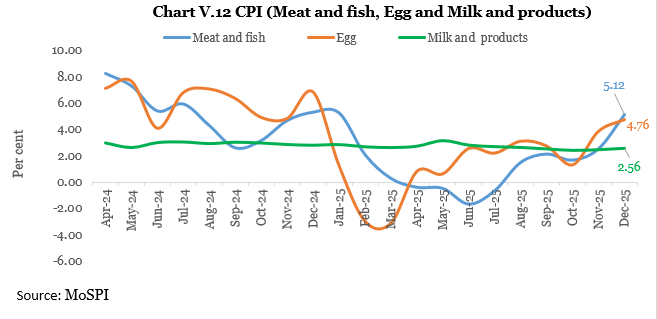 Chart V.12 CPI (Meat and fish, Egg and Milk and products)
Meat and fish
Egg
Milk and products
Per cent
10.00
8.00
6.00
4.00
2.00
0.00
-2.00
-4.00
-6.00
Apr-24
May-24
Jun-24
Jul-24
Aug-24
Sep-24
Oct-24
Nov-24
Dec-24
Jan-25
Feb-25
Mar-25
Apr-25
May-25
Jun-25
Jul-25
Aug-25
Sep-25
Oct-25
Nov-25
Dec-25
5.12
4.76
2.56
Source: MoSPI